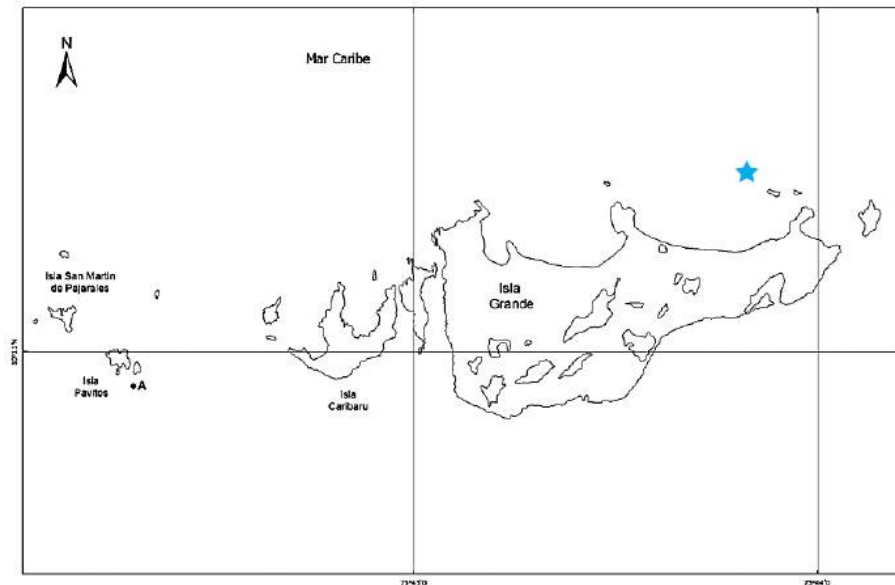 N
Mar Caribe
Isla San Martin
de Pajarales
Isla
Grande
Isla
Pavitos
A
Isla
Caribaru